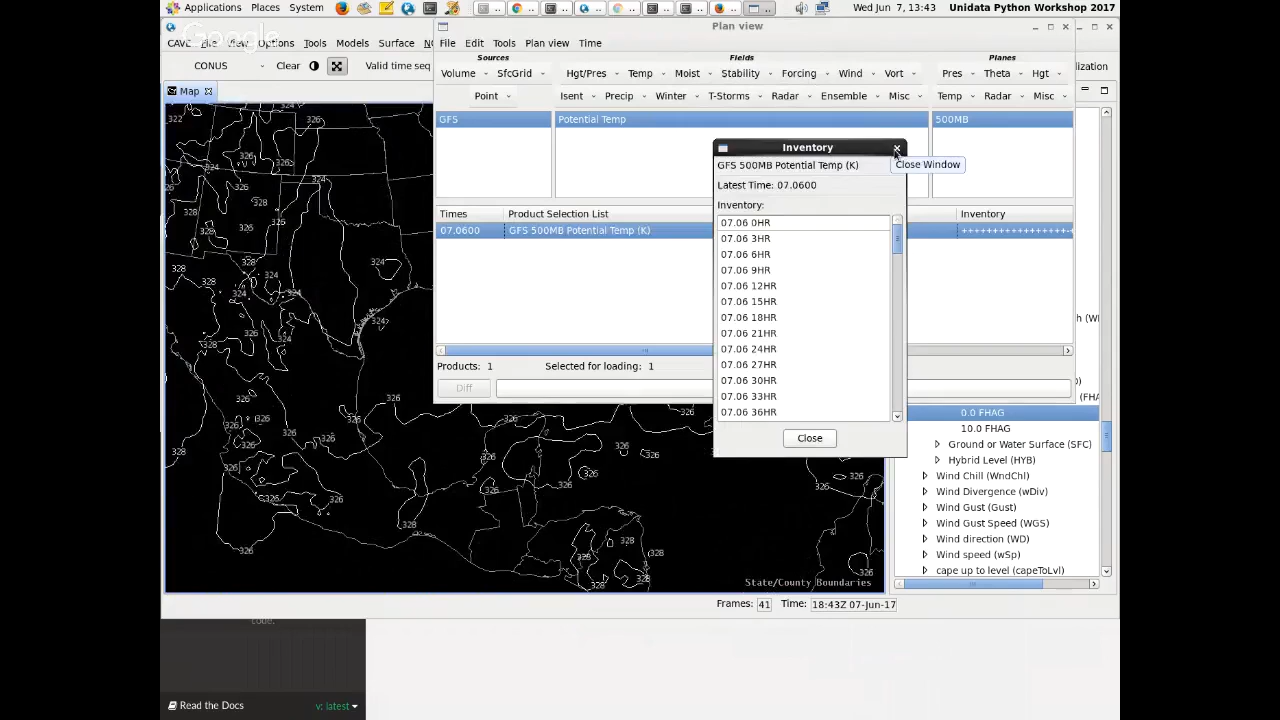 Applications Places System
Wed Jun 7, 13:43
Unidata Python Workshop 2017
Google
CAVE File View Options Tools Models Surface
CONUS Clear Valid time seq
Map
Plan view
File Edit Tools Plan view Time
Sources Fields Planes
Volume SfcGrid Hgt/Pres Temp Moist Stability Forcing Wind Vort Pres Theta Hgt
Point Isent Precip Winter T-Storms Radar Ensemble Misc Temp Radar Misc
GFS Potential Temp 500MB
Times Product Selection List Inventory
07.0600 GFS 500MB Potential Temp (K) +++++++++++++++++-+
Products: 1 Selected for loading: 1
Diff
Inventory
Close Window
GFS 500MB Potential Temp (K)
Latest Time: 07.0600
Inventory:
07.06 0HR
07.06 3HR
07.06 6HR
07.06 9HR
07.06 12HR
07.06 15HR
07.06 18HR
07.06 21HR
07.06 24HR
07.06 27HR
07.06 30HR
07.06 33HR
07.06 36HR
Close
0.0 FHAG
10.0 FHAG
Ground or Water Surface (SFC)
Hybrid Level (HYB)
Wind Chill (WndChl)
Wind Divergence (wDiv)
Wind Gust (Gust)
Wind Gust Speed (WGS)
Wind direction (WD)
Wind speed (wSp)
cape up to level (capeToLvl)
State/County Boundaries
Frames: 41 Time: 18:43Z 07-Jun-17
code.
Read the Docs v: latest